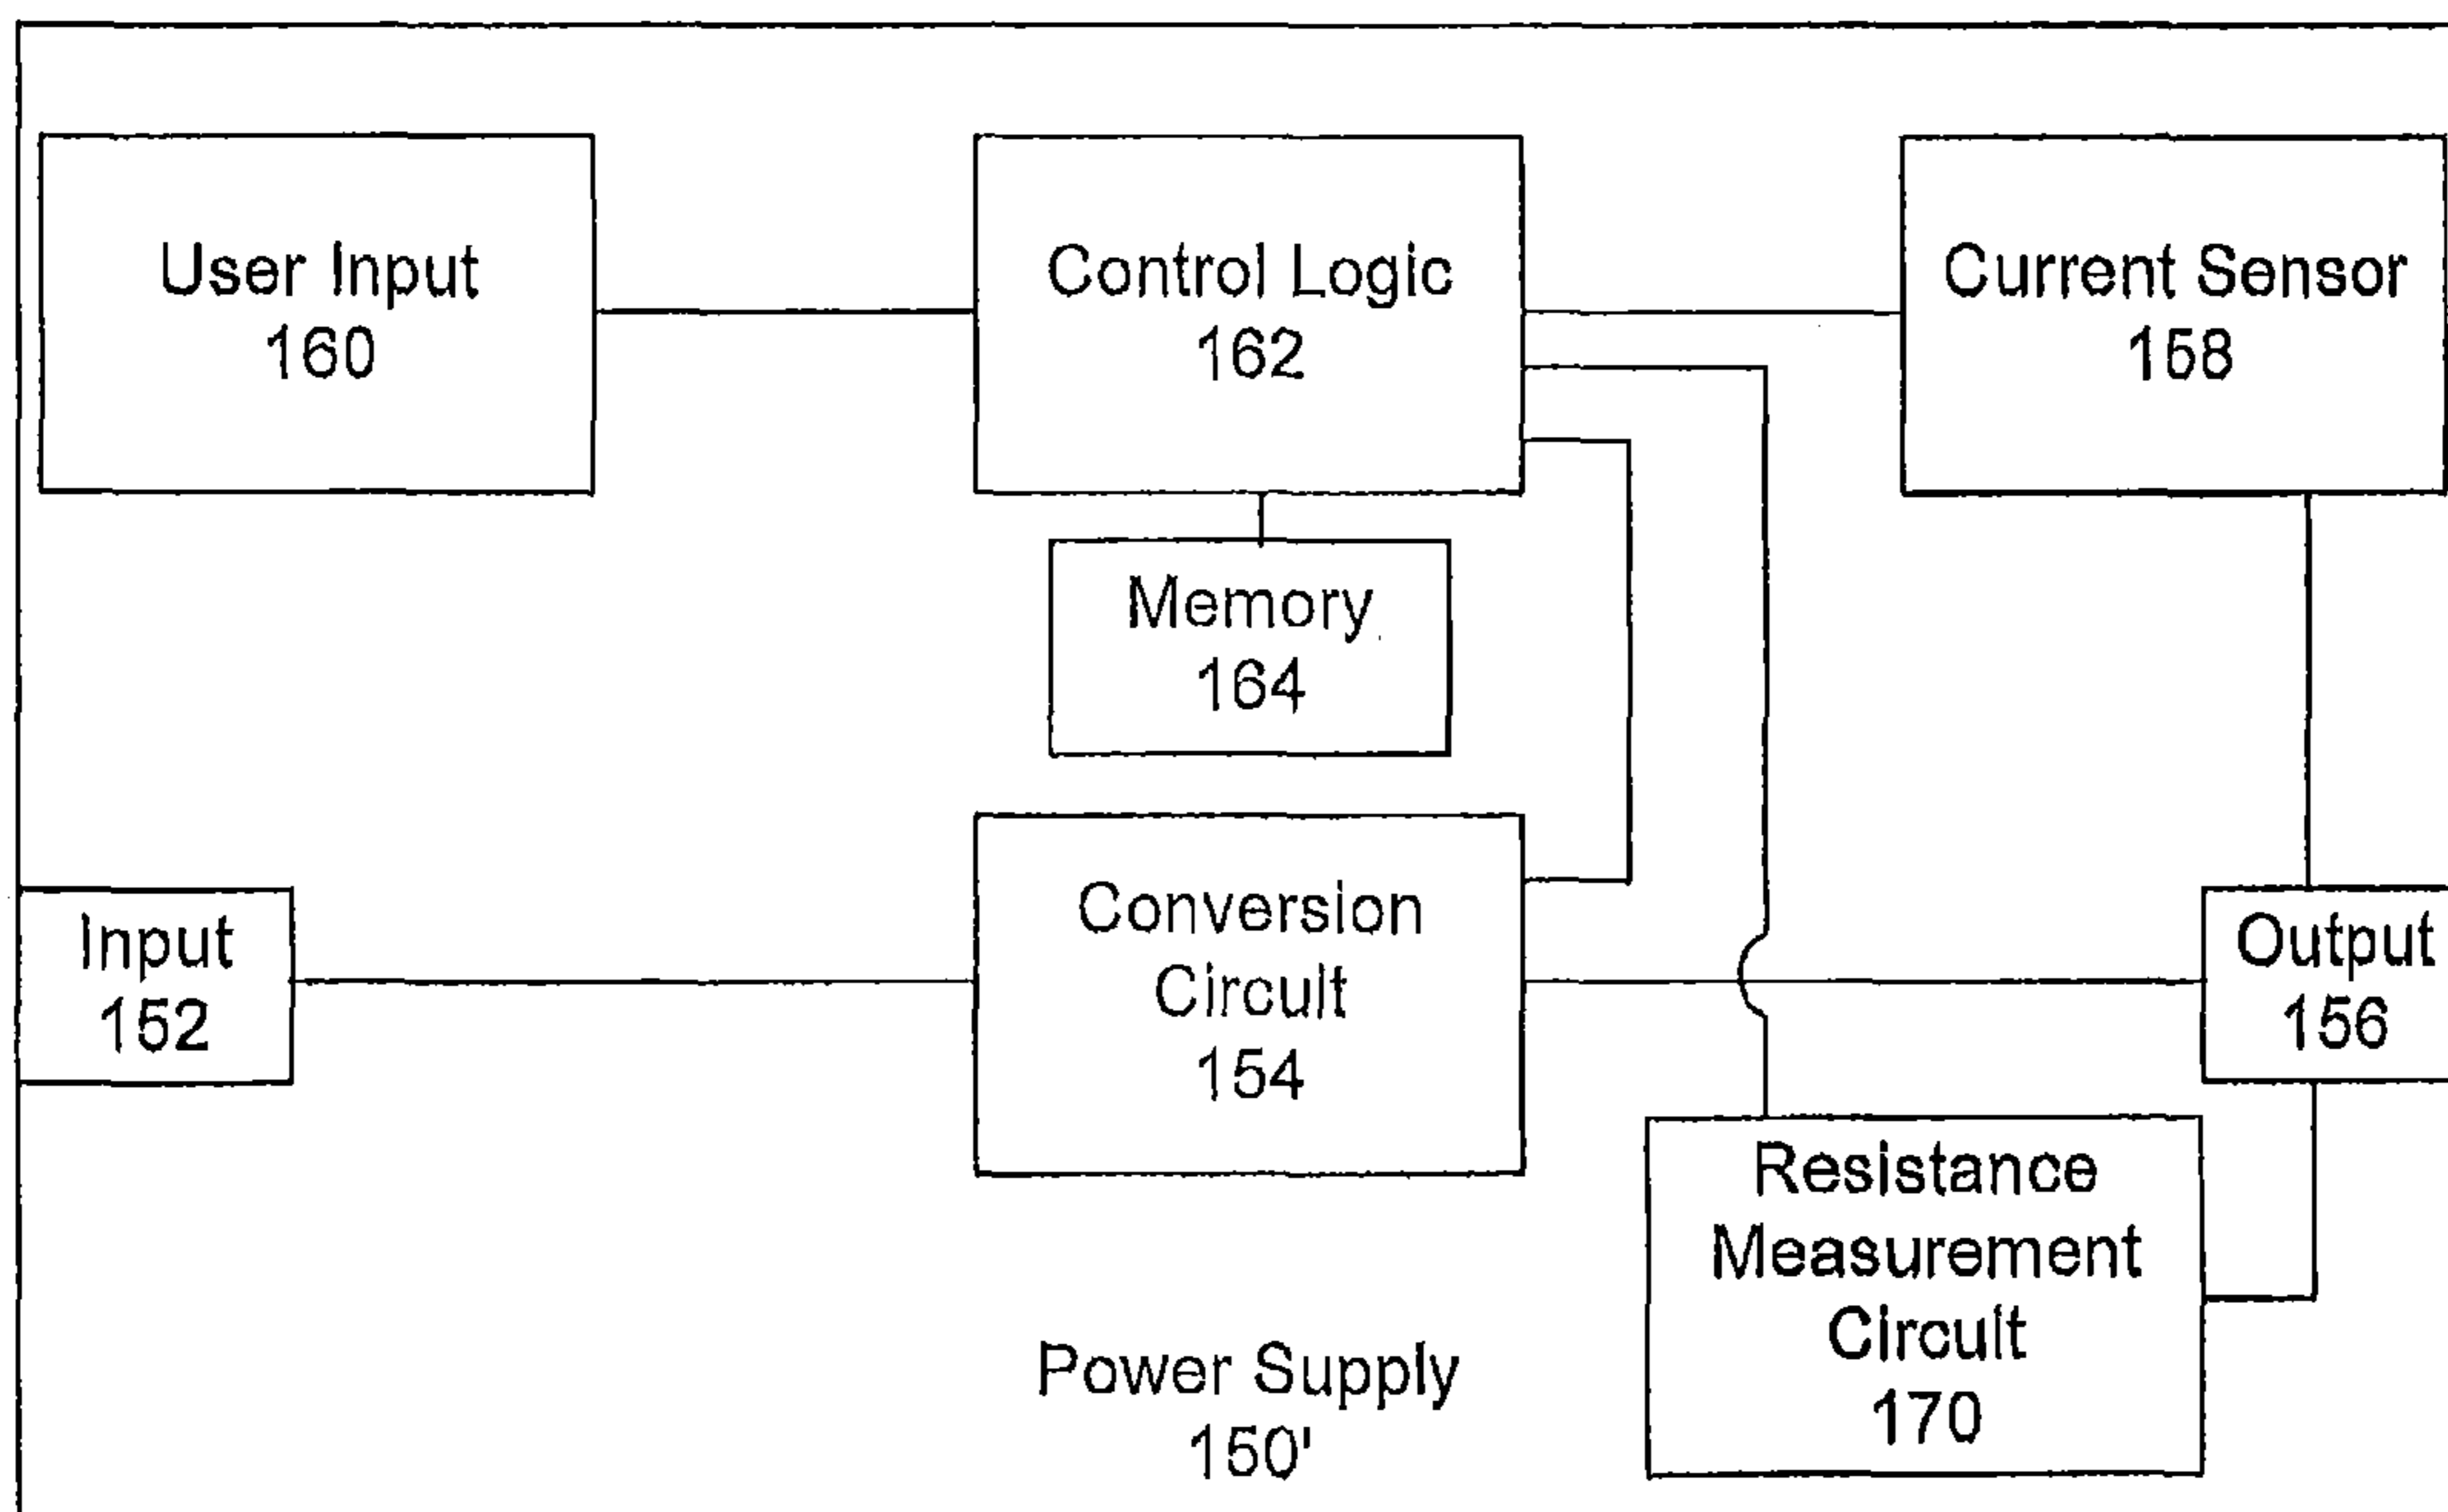 User Input
160
Control Logic
162
Current Sensor
158
Memory
164
Input
152
Conversion
Circuit
154
Output
156
Resistance
Measurement
Circuit
170
Power Supply
150'